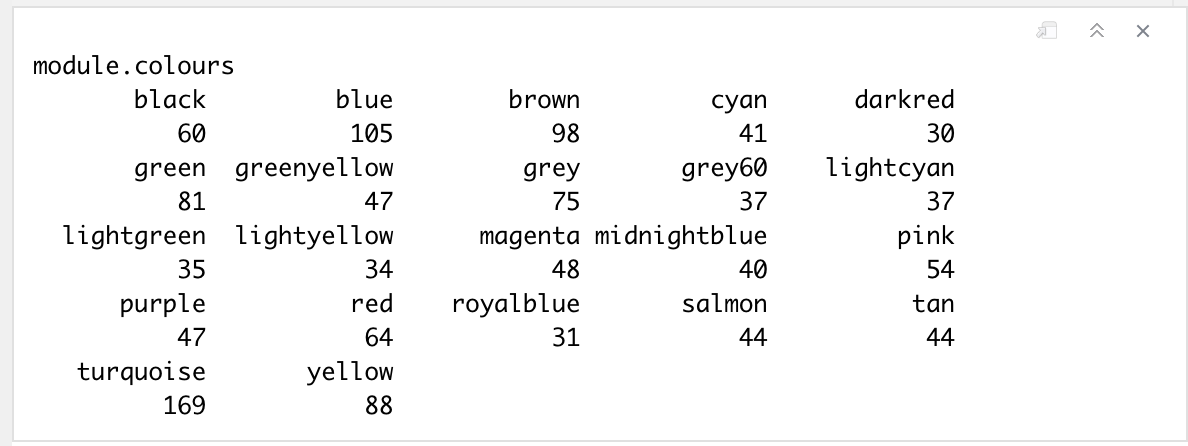 module.colours
black blue brown cyan darkred
60 105 98 41 30
green greenyellow grey grey60 lightcyan
81 47 75 37 37
lightgreen lightyellow magenta midnightblue pink
35 34 48 40 54
purple red royalblue salmon tan
47 64 31 44 44
turquoise yellow
169 88